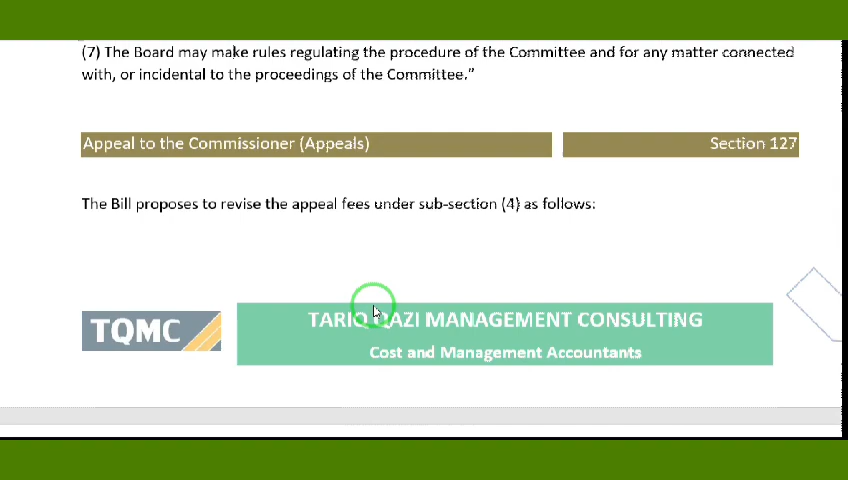 (7) The Board may make rules regulating the procedure of the Committee and for any matter connected
with, or incidental to the proceedings of the Committee.”
Appeal to the Commissioner (Appeals) Section 127
The Bill proposes to revise the appeal fees under sub-section (4) as follows:
TQMC
TARIQ QAZI MANAGEMENT CONSULTING
Cost and Management Accountants